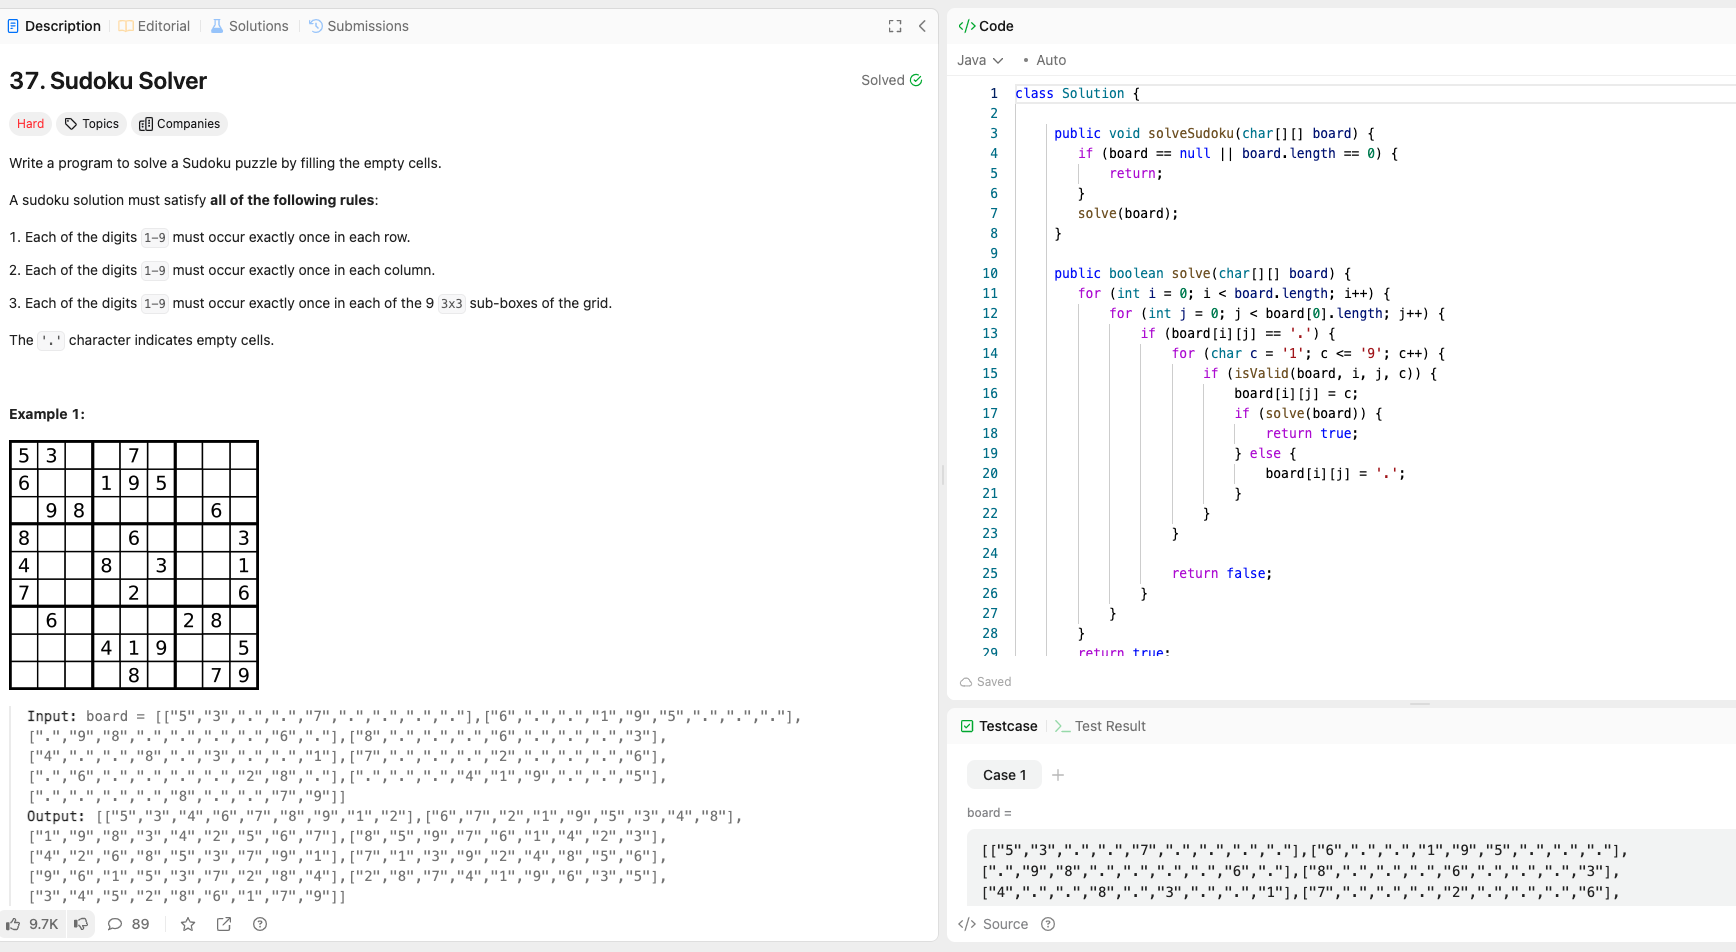 Description Editorial Solutions Submissions
37. Sudoku Solver
Solved
Hard Topics Companies
Write a program to solve a Sudoku puzzle by filling the empty cells.
A sudoku solution must satisfy all of the following rules:
1. Each of the digits 1-9 must occur exactly once in each row.
2. Each of the digits 1-9 must occur exactly once in each column.
3. Each of the digits 1-9 must occur exactly once in each of the 9 3x3 sub-boxes of the grid.
The '.' character indicates empty cells.
Example 1:
5 3 7
6 1 9 5
9 8 6
8 6 3
4 8 3 1
7 2 6
6 2 8
4 1 9 5
8 7 9
Input: board = [["5","3",".",".","7",".",".",".","."],["6",".",".","1","9","5",".",".","."],
[".","9","8",".",".",".",".","6","."],["8",".",".",".","6",".",".",".","3"],
["4",".",".","8",".","3",".",".","1"],["7",".",".",".","2",".",".",".","6"],
[".","6",".",".",".",".","2","8","."],[".",".",".","4","1","9",".",".","5"],
[".",".",".",".","8",".",".","7","9"]]
Output: [["5","3","4","6","7","8","9","1","2"],["6","7","2","1","9","5","3","4","8"],
["1","9","8","3","4","2","5","6","7"],["8","5","9","7","6","1","4","2","3"],
["4","2","6","8","5","3","7","9","1"],["7","1","3","9","2","4","8","5","6"],
["9","6","1","5","3","7","2","8","4"],["2","8","7","4","1","9","6","3","5"],
["3","4","5","2","8","6","1","7","9"]]
9.7K 89
</> Code
Java • Auto
1 class Solution {
2
3 public void solveSudoku(char[][] board) {
4 if (board == null || board.length == 0) {
5 return;
6 }
7 solve(board);
8 }
9
10 public boolean solve(char[][] board) {
11 for (int i = 0; i < board.length; i++) {
12 for (int j = 0; j < board[0].length; j++) {
13 if (board[i][j] == '.') {
14 for (char c = '1'; c <= '9'; c++) {
15 if (isValid(board, i, j, c)) {
16 board[i][j] = c;
17 if (solve(board)) {
18 return true;
19 } else {
20 board[i][j] = '.';
21 }
22 }
23 }
24
25 return false;
26 }
27 }
28 }
29 return true;
Saved
Testcase Test Result
Case 1 +
board =
[["5","3",".",".","7",".",".",".","."],["6",".",".","1","9","5",".",".","."],
[".","9","8",".",".",".",".","6","."],["8",".",".",".","6",".",".",".","3"],
["4",".",".","8",".","3",".",".","1"],["7",".",".",".","2",".",".",".","6"],
</> Source